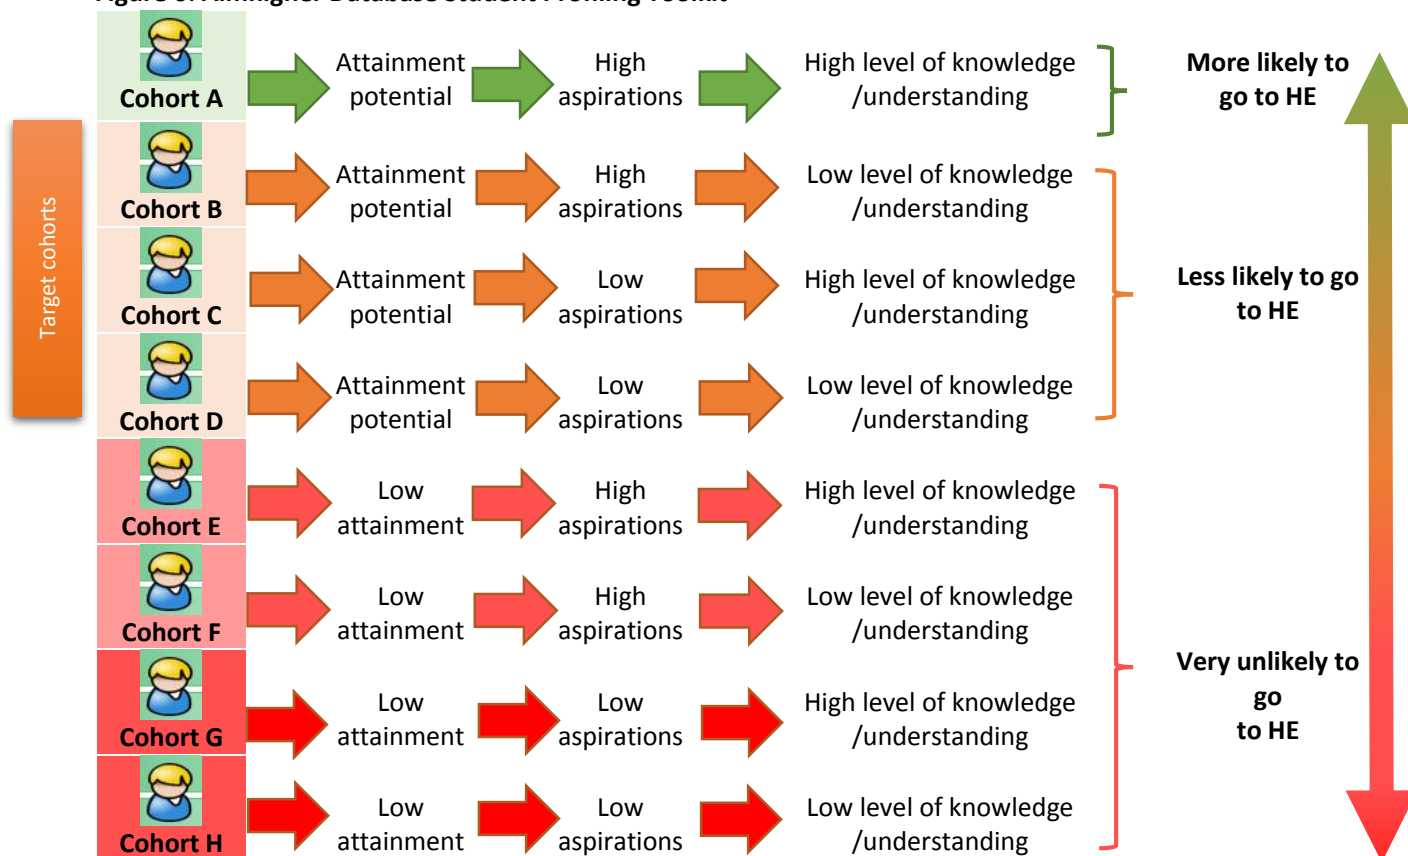 Attainment High High level of knowledge More likely to
potential aspirations /understanding go to HE
Cohort A
Target cohorts
Attainment High Low level of knowledge
potential aspirations /understanding
Cohort B
Attainment Low High level of knowledge Less likely to go
potential aspirations /understanding to HE
Cohort C
Attainment Low Low level of knowledge
potential aspirations /understanding
Cohort D
Low High High level of knowledge
attainment aspirations /understanding
Cohort E
Low High Low level of knowledge
attainment aspirations /understanding
Cohort F
Very unlikely to
go
to HE
Low Low High level of knowledge
attainment aspirations /understanding
Cohort G
Low Low Low level of knowledge
attainment aspirations /understanding
Cohort H